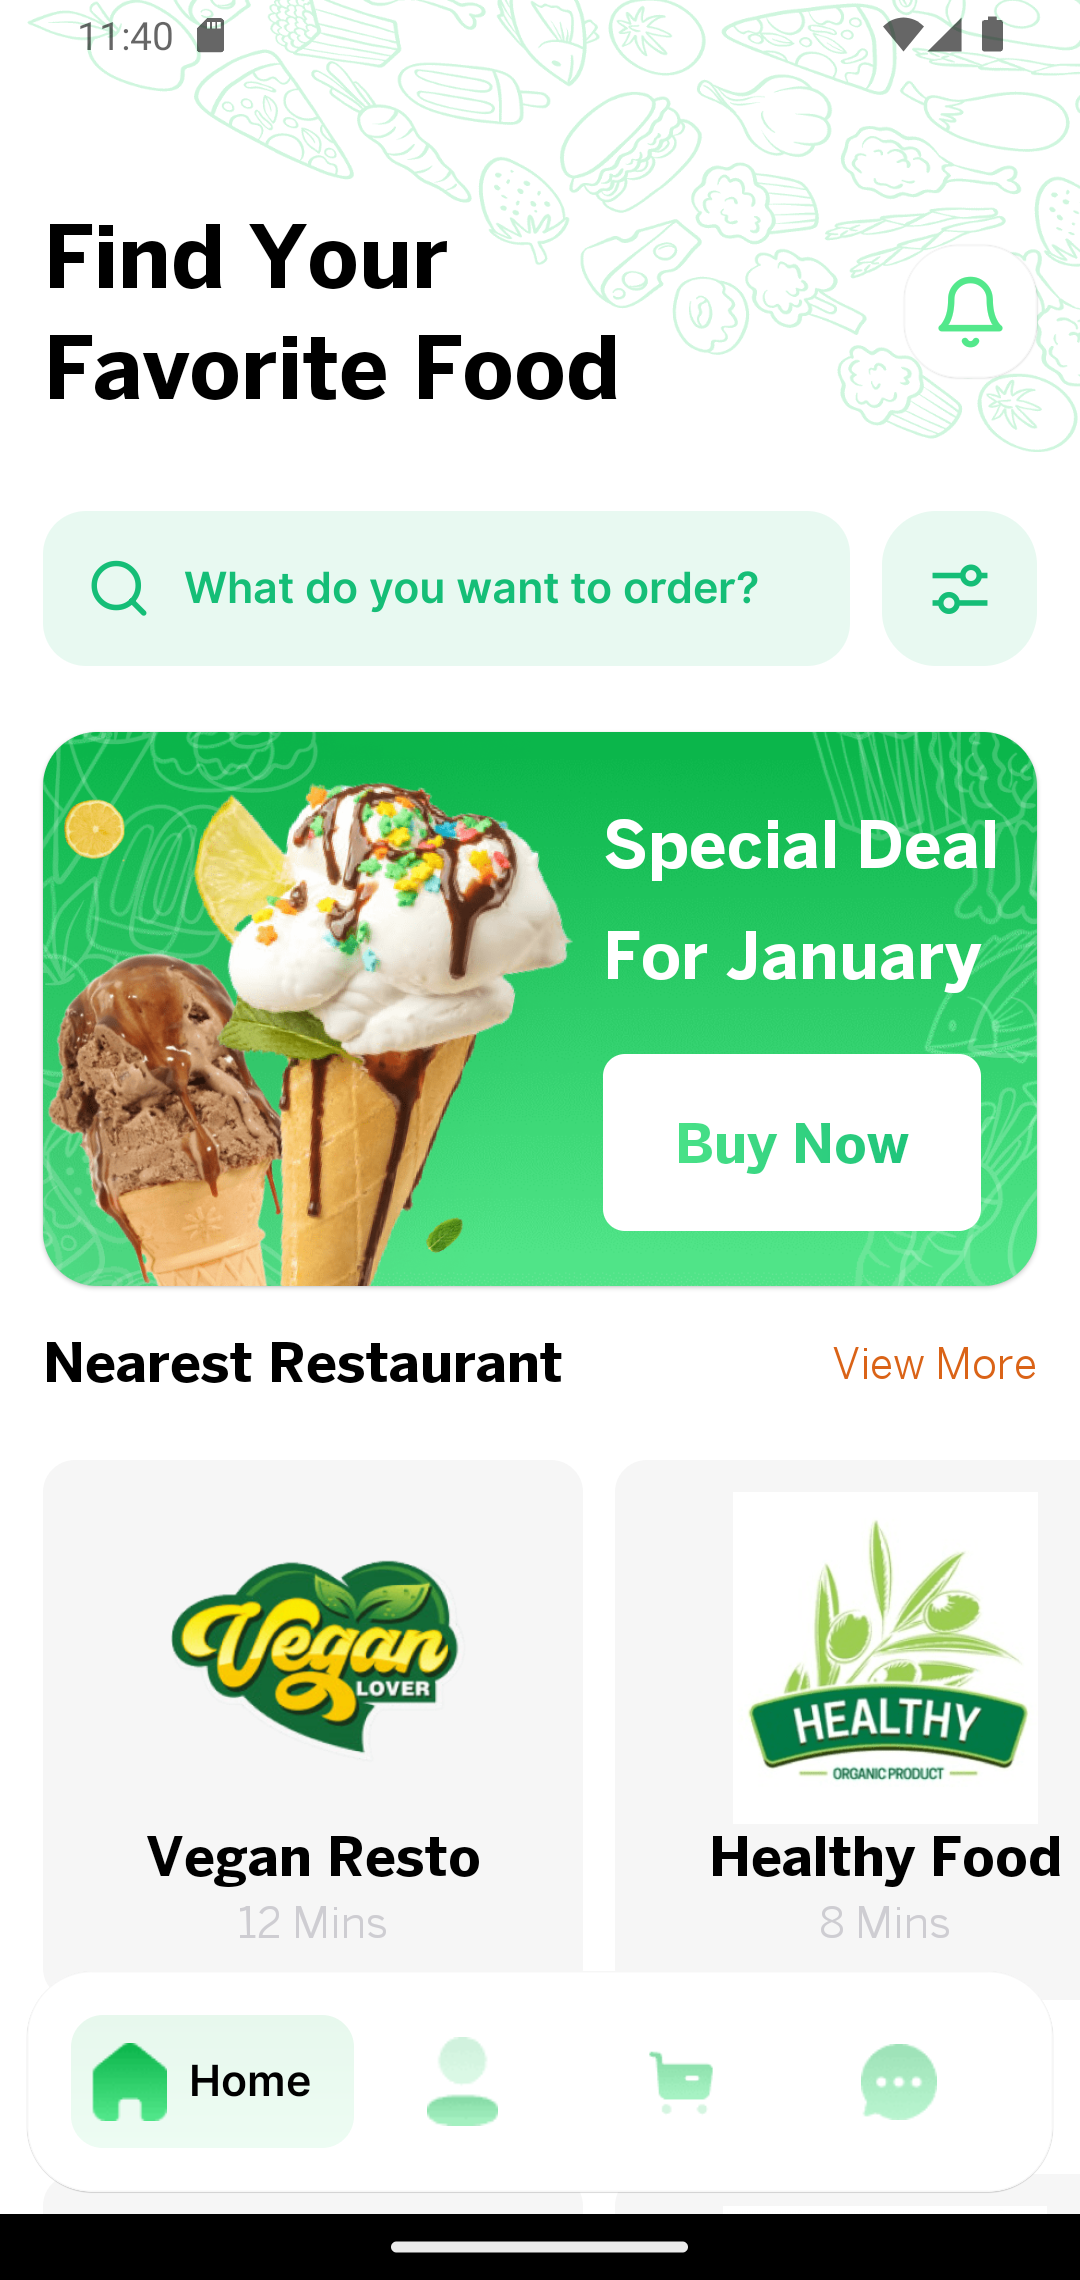 11:40
Find Your
Favorite Food
What do you want to order?
Special Deal
For January
Buy Now
Nearest Restaurant
View More
Vegan
LOVER
HEALTHY
ORGANIC PRODUCT
Vegan Resto
Healthy Food
12 Mins
8 Mins
Home